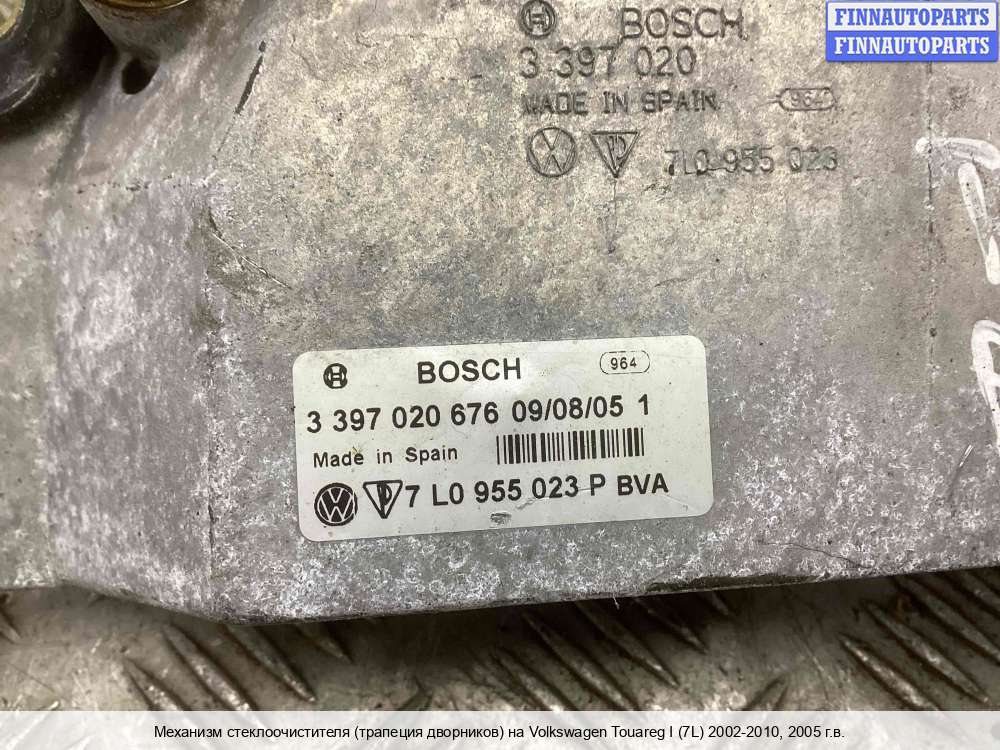 FINNAUTOPARTS
FINNAUTOPARTS
BOSCH
3 397 020
MADE IN SPAIN 964
7L0 955 023
BOSCH 964
3 397 020 676 09/08/05 1
Made in Spain
7 L0 955 023 P BVA
Механизм стеклоочистителя (трапеция дворников) на Volkswagen Touareg I (7L) 2002-2010, 2005 г.в.